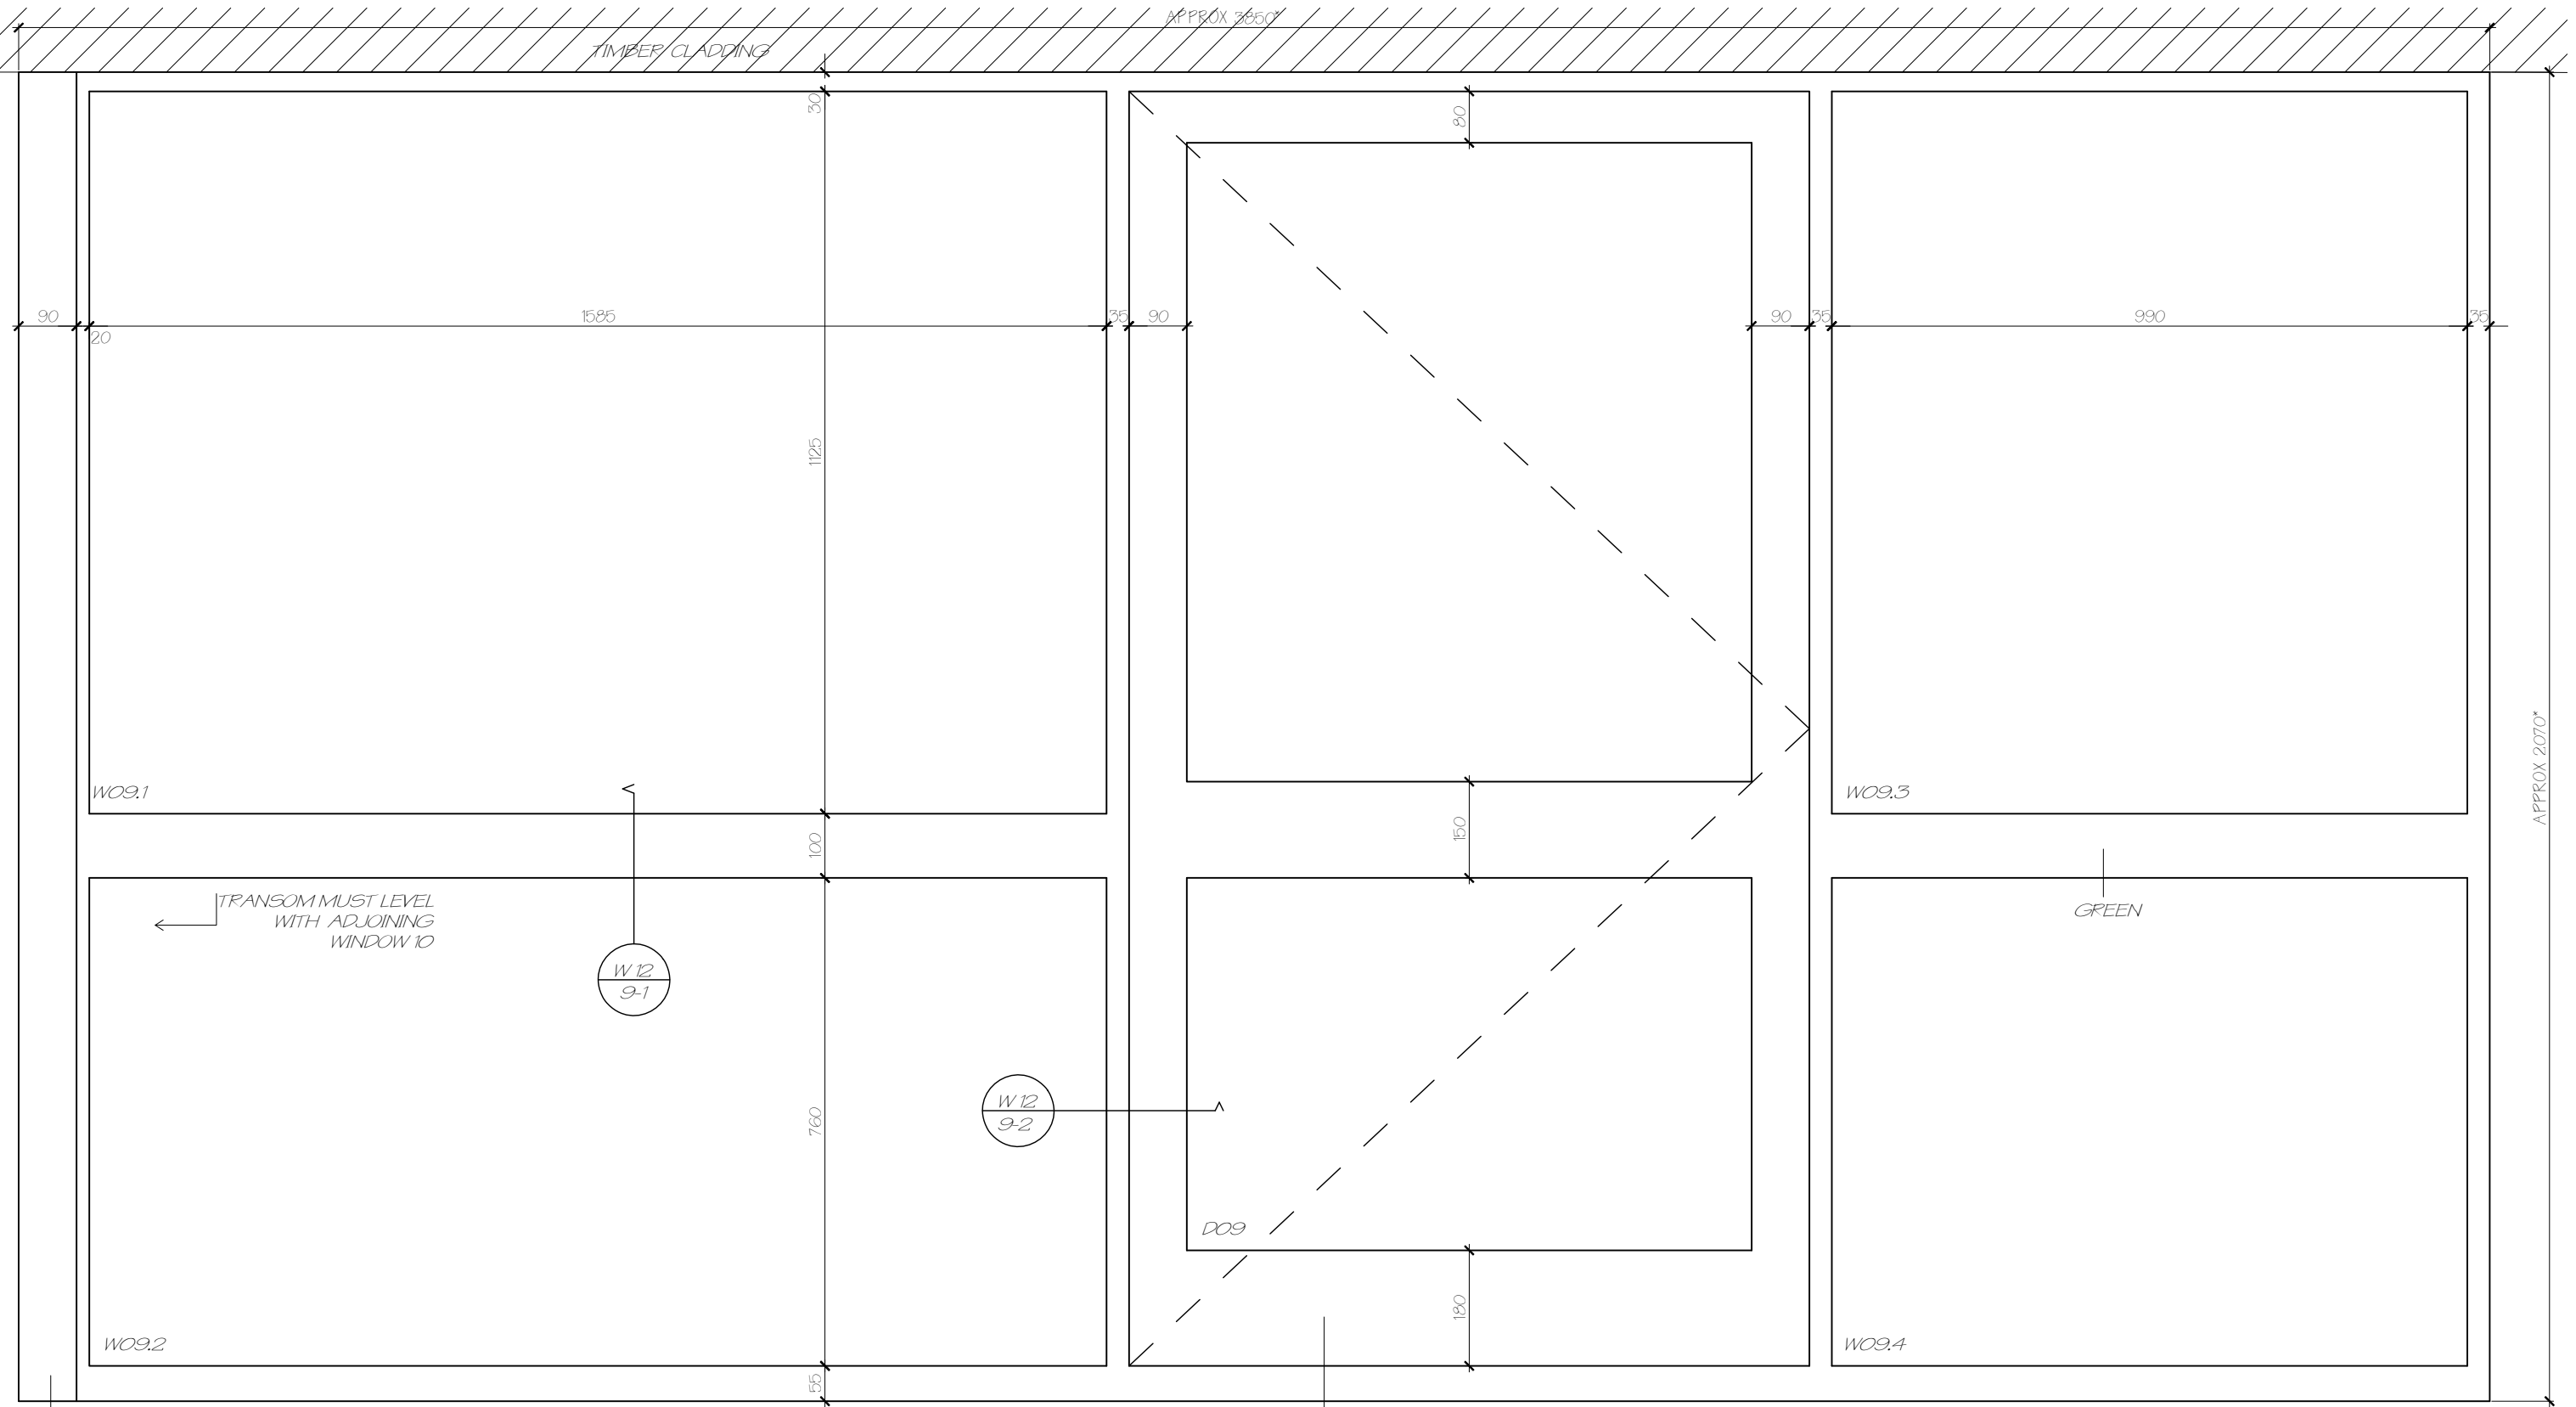 APPROX 3850*
TIMBER CLADDING
30
80
90
20
1585
35
90
90
35
990
35
1125
W09.1
W09.3
APPROX 2070*
100
150
TRANSOM MUST LEVEL
WITH ADJOINING
WINDOW 10
GREEN
W 12
9-1
W 12
9-2
760
D09
180
W09.2
W09.4
55